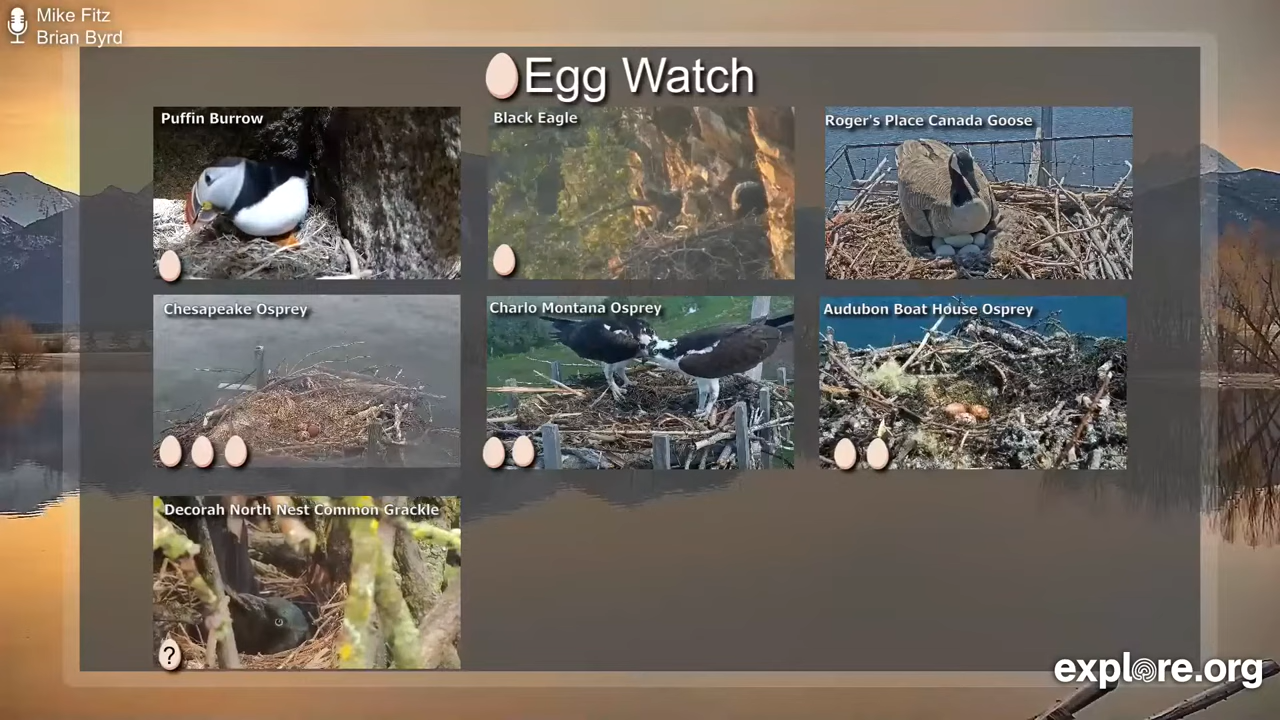 Mike Fitz
Brian Byrd
Egg Watch
Puffin Burrow
Black Eagle
Roger's Place Canada Goose
Chesapeake Osprey
Charlo Montana Osprey
Audubon Boat House Osprey
Decorah North Nest Common Grackle
?
explore.org